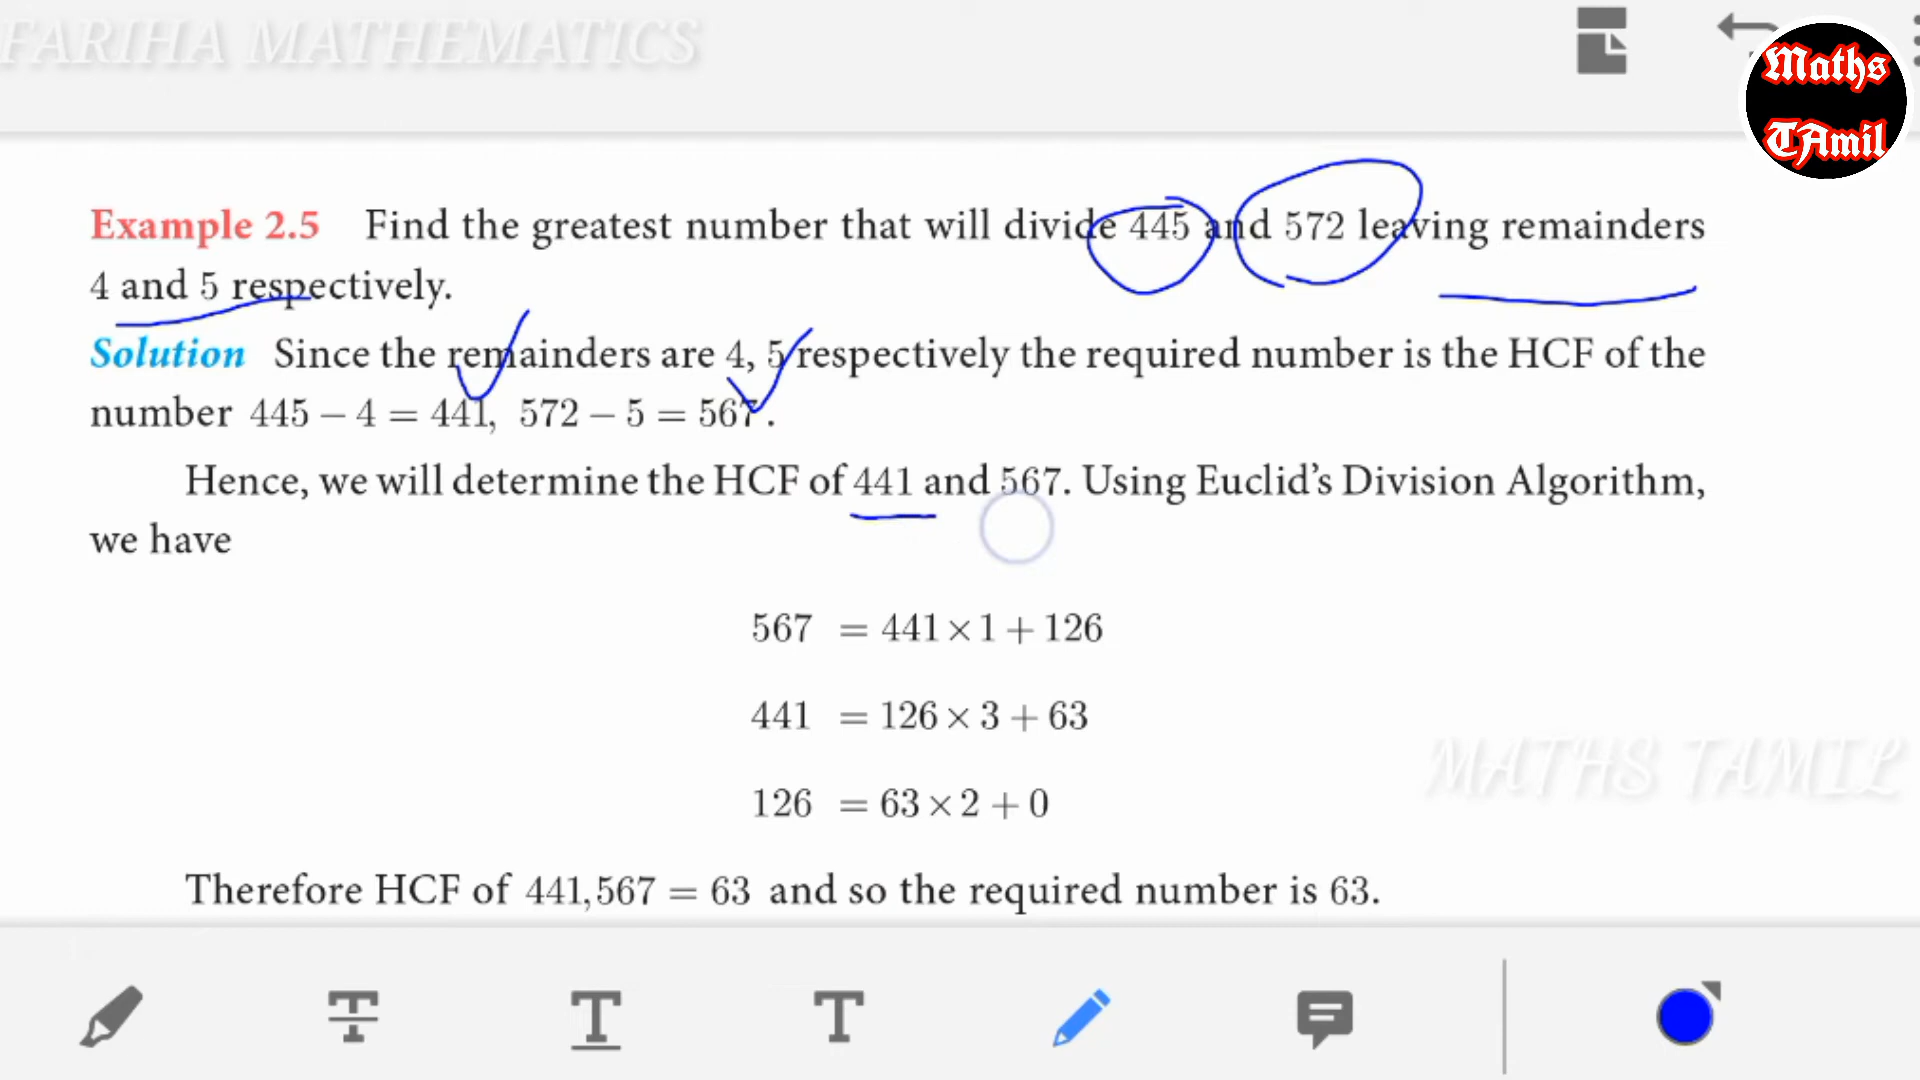 FARIHA MATHEMATICS
Maths
TAmil
Example 2.5 Find the greatest number that will divide 445 and 572 leaving remainders
4 and 5 respectively.
Solution Since the remainders are 4, 5 respectively the required number is the HCF of the
number 445 − 4 = 441, 572 − 5 = 567.
Hence, we will determine the HCF of 441 and 567. Using Euclid’s Division Algorithm,
we have
567 = 441 × 1 + 126
441 = 126 × 3 + 63
126 = 63 × 2 + 0
MATHS TAMIL
Therefore HCF of 441,567 = 63 and so the required number is 63.